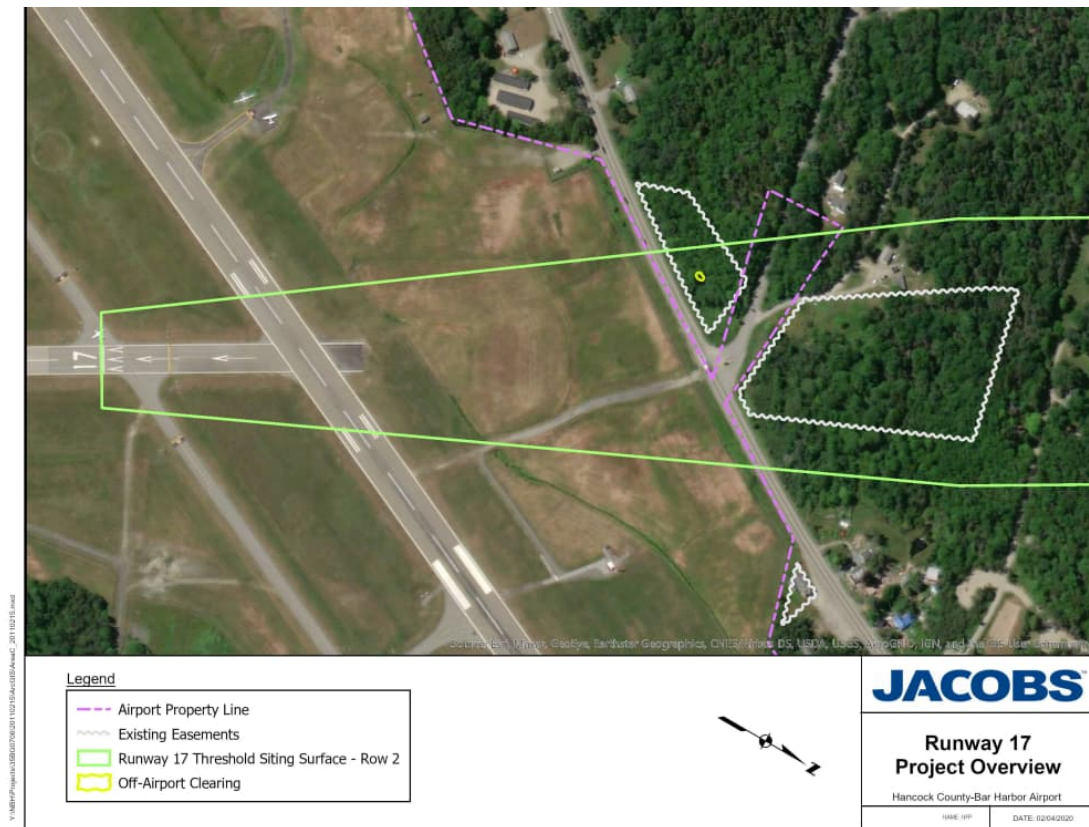 17
Legend
Airport Property Line
Existing Easements
Runway 17 Threshold Siting Surface - Row 2
Off-Airport Clearing
N
JACOBS
Runway 17
Project Overview
Hancock County-Bar Harbor Airport
DATE: 02/04/2020